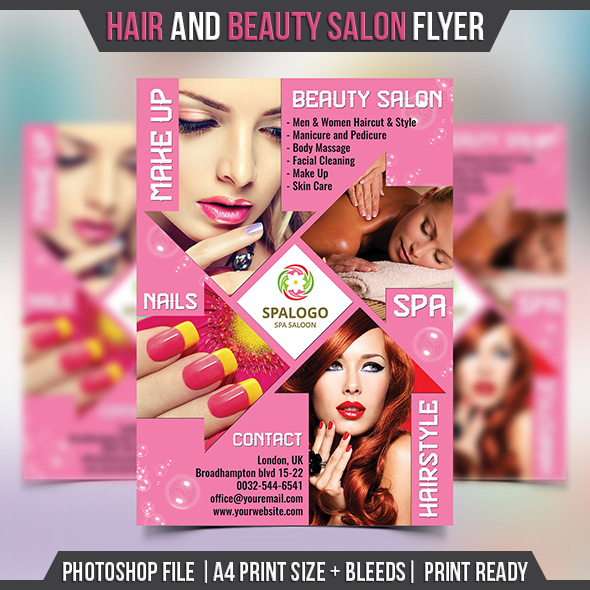 HAIR AND BEAUTY SALON FLYER
MAKE UP
BEAUTY SALON
- Men & Women Haircut & Style
- Manicure and Pedicure
- Body Massage
- Facial Cleaning
- Make Up
- Skin Care
NAILS
SPALOGO
SPA SALOON
SPA
HAIRSTYLE
CONTACT
London, UK
Broadhampton blvd 15-22
0032-544-6541
office@youremail.com
www.yourwebsite.com
PHOTOSHOP FILE | A4 PRINT SIZE + BLEEDS | PRINT READY